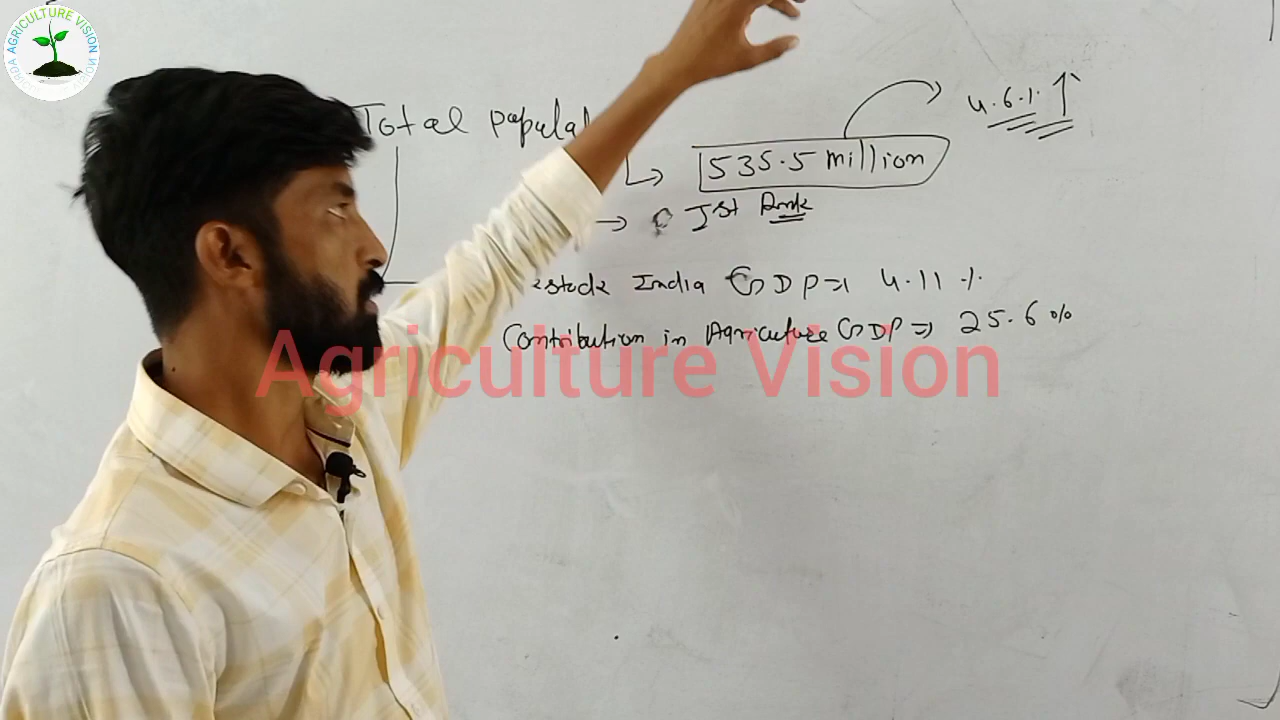 AGRICULTURE VISION
4.6% ↑
Total populat
535.5 million
→ Ist Rank
estock India GDP => 4.11 %
Contribution in Agriculture GDP => 25.6 %
Agriculture Vision